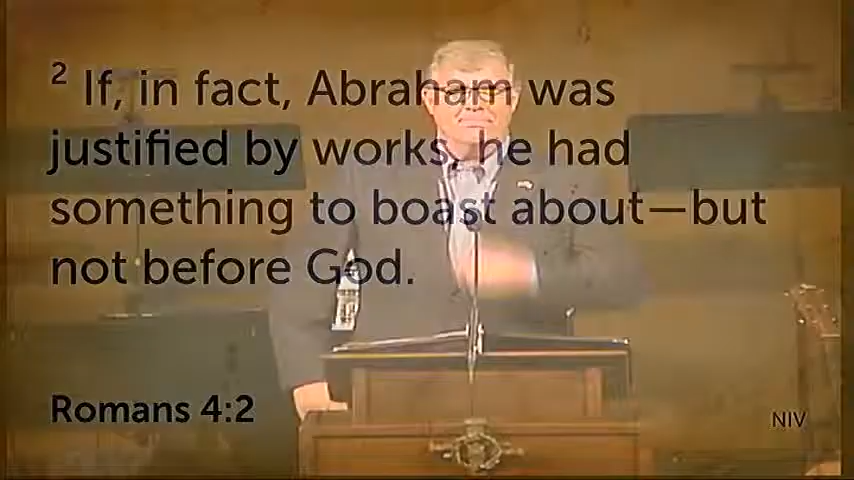 2 If, in fact, Abraham was
justified by works, he had
something to boast about—but
not before God.
Romans 4:2
NIV